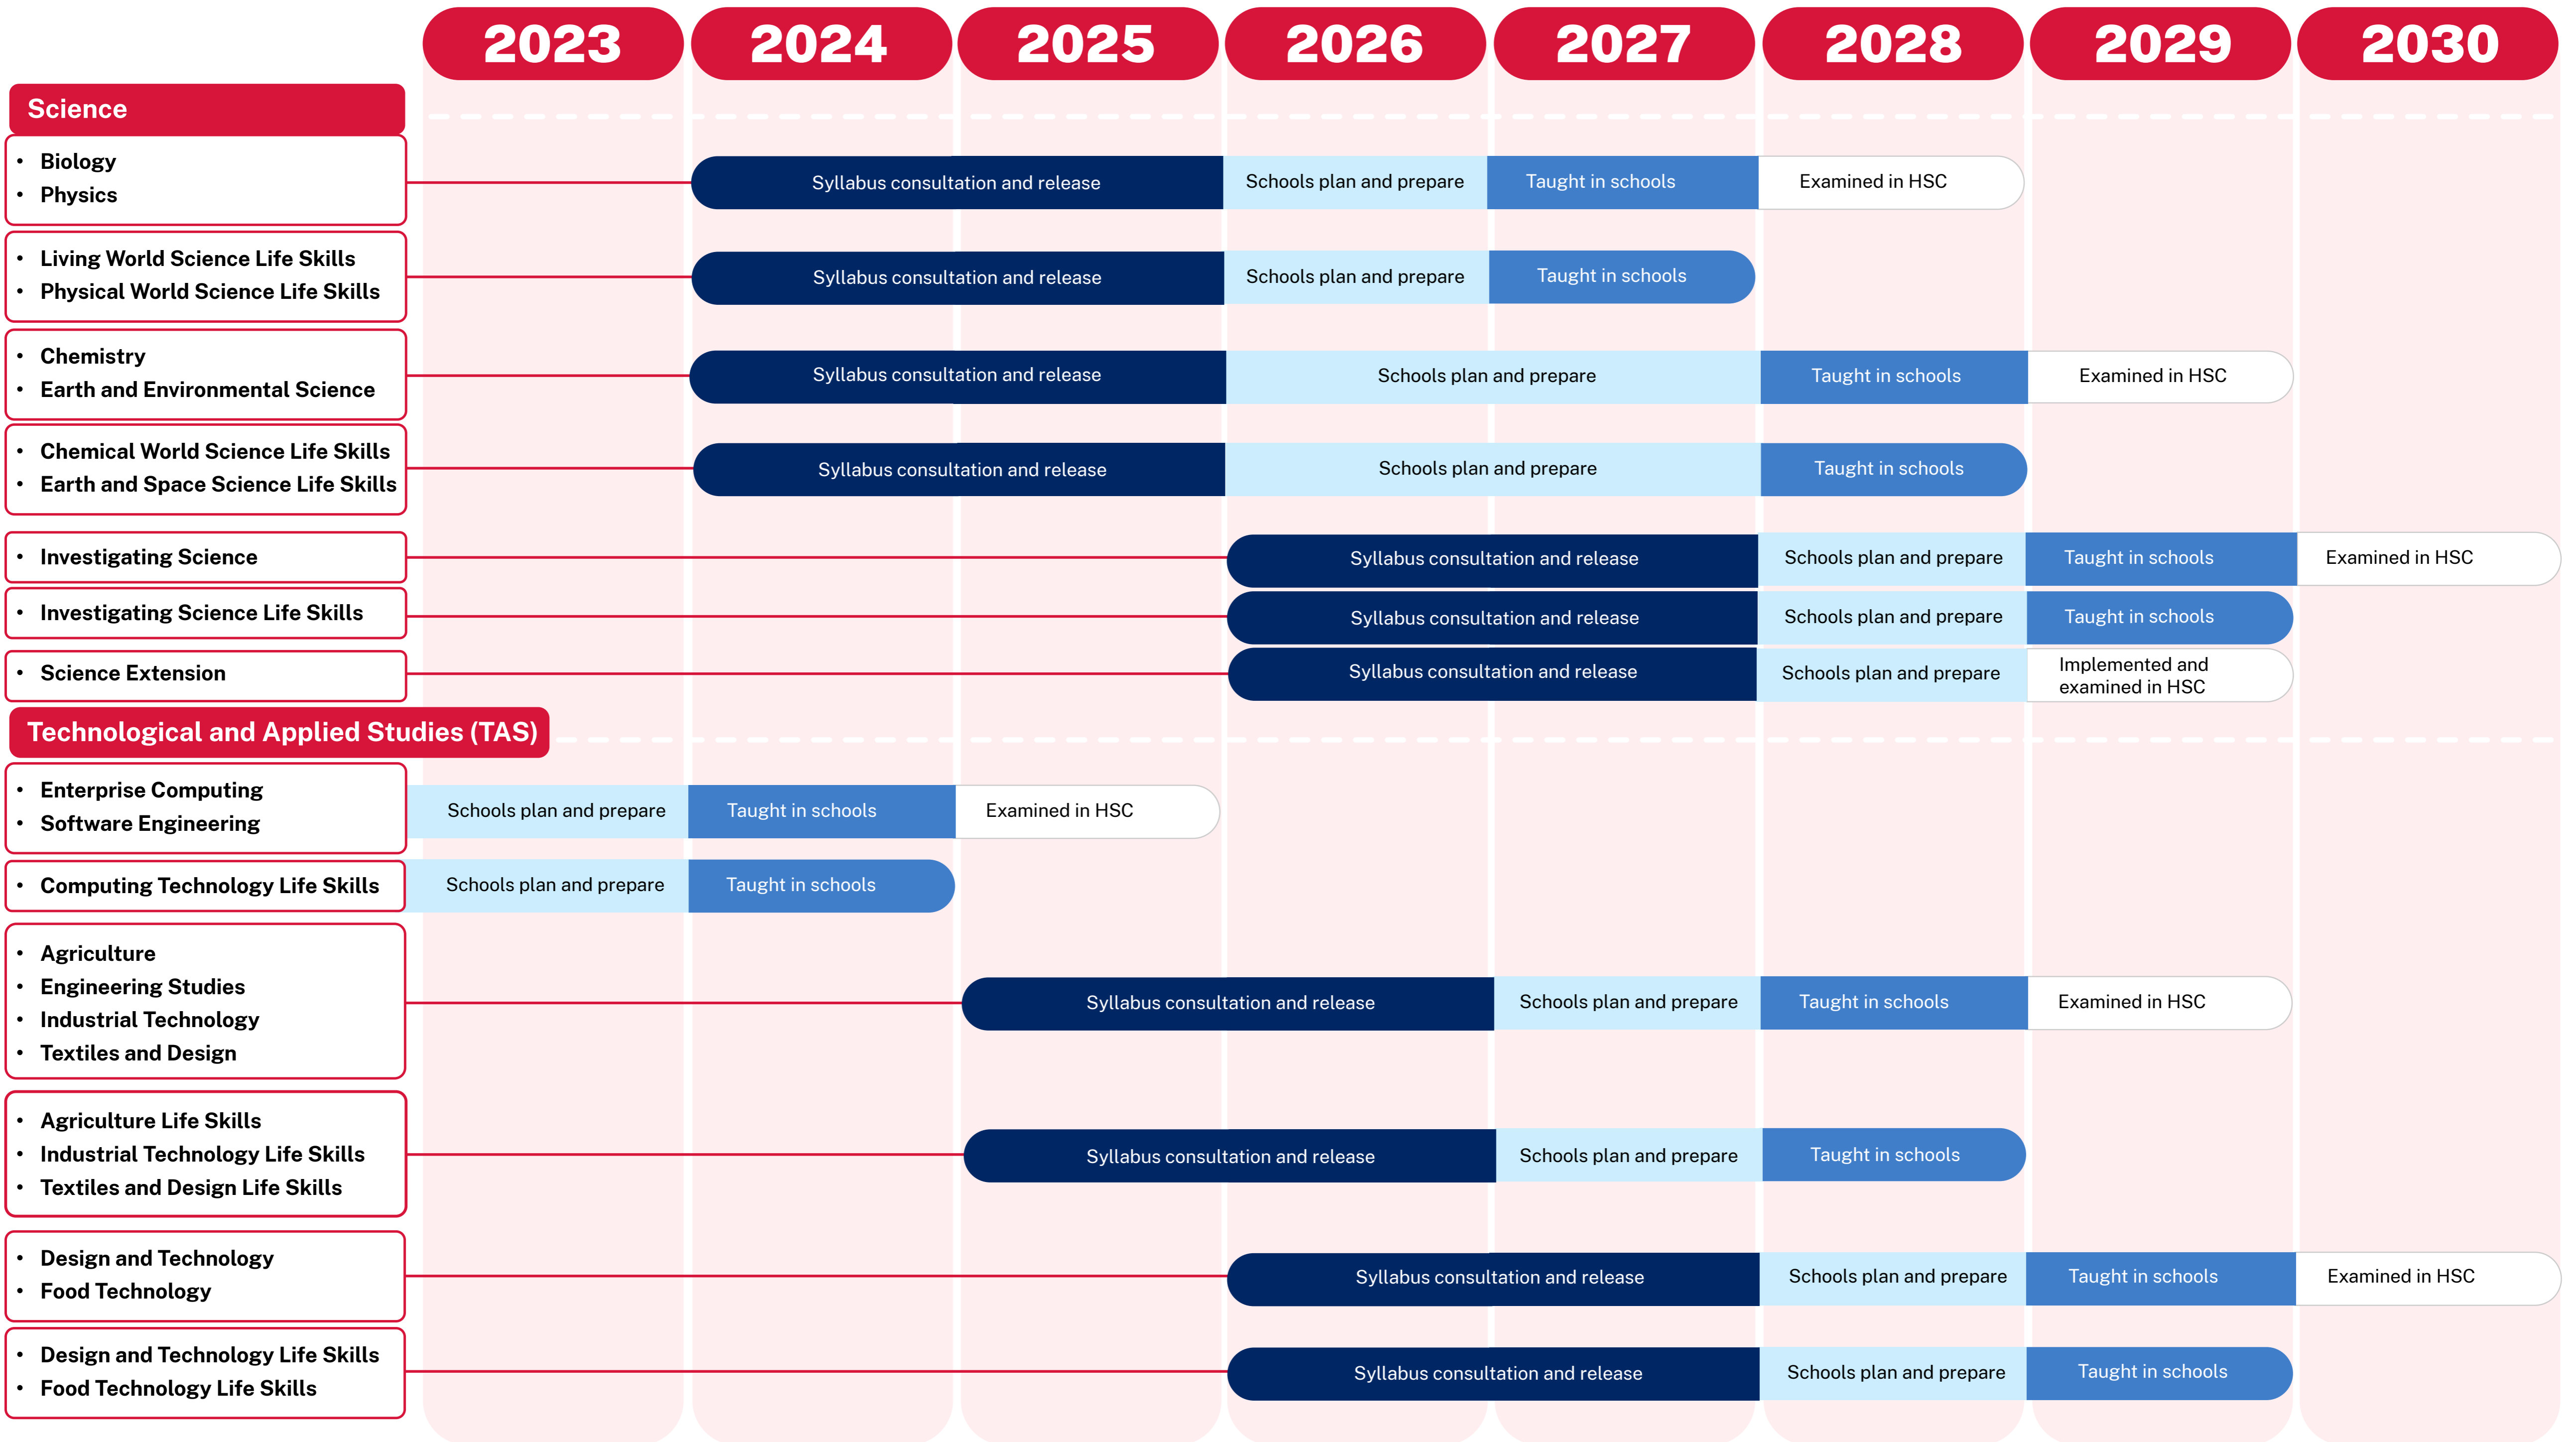 2023 2024 2025 2026 2027 2028 2029 2030
Science
• Biology
• Physics
Syllabus consultation and release Schools plan and prepare Taught in schools Examined in HSC
• Living World Science Life Skills
• Physical World Science Life Skills
Syllabus consultation and release Schools plan and prepare Taught in schools
• Chemistry
• Earth and Environmental Science
Syllabus consultation and release Schools plan and prepare Taught in schools Examined in HSC
• Chemical World Science Life Skills
• Earth and Space Science Life Skills
Syllabus consultation and release Schools plan and prepare Taught in schools
• Investigating Science
Syllabus consultation and release Schools plan and prepare Taught in schools Examined in HSC
• Investigating Science Life Skills
Syllabus consultation and release Schools plan and prepare Taught in schools
• Science Extension
Syllabus consultation and release Schools plan and prepare
Implemented and
examined in HSC
Technological and Applied Studies (TAS)
• Enterprise Computing
• Software Engineering
Schools plan and prepare Taught in schools Examined in HSC
• Computing Technology Life Skills
Schools plan and prepare Taught in schools
• Agriculture
• Engineering Studies
• Industrial Technology
• Textiles and Design
Syllabus consultation and release Schools plan and prepare Taught in schools Examined in HSC
• Agriculture Life Skills
• Industrial Technology Life Skills
• Textiles and Design Life Skills
Syllabus consultation and release Schools plan and prepare Taught in schools
• Design and Technology
• Food Technology
Syllabus consultation and release Schools plan and prepare Taught in schools Examined in HSC
• Design and Technology Life Skills
• Food Technology Life Skills
Syllabus consultation and release Schools plan and prepare Taught in schools